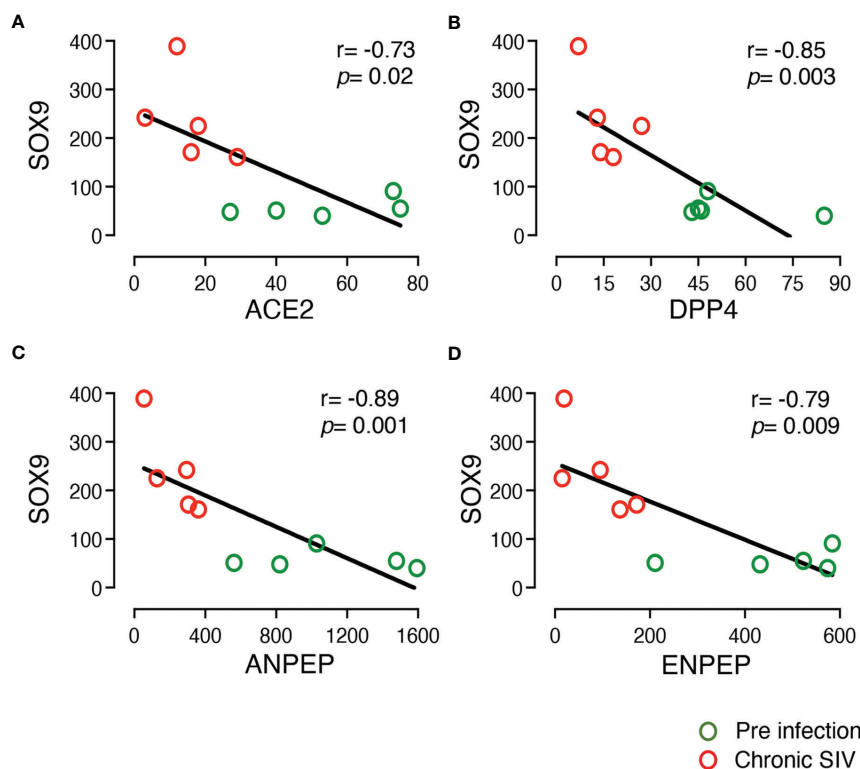 A
SOX9
400
300
200
100
0
r= -0.73
p= 0.02
0 20 40 60 80
ACE2
B
SOX9
400
300
200
100
0
r= -0.85
p= 0.003
0 15 30 45 60 75 90
DPP4
C
SOX9
400
300
200
100
0
r= -0.89
p= 0.001
0 400 800 1200 1600
ANPEP
D
SOX9
400
300
200
100
0
r= -0.79
p= 0.009
0 200 400 600
ENPEP
Pre infection
Chronic SIV